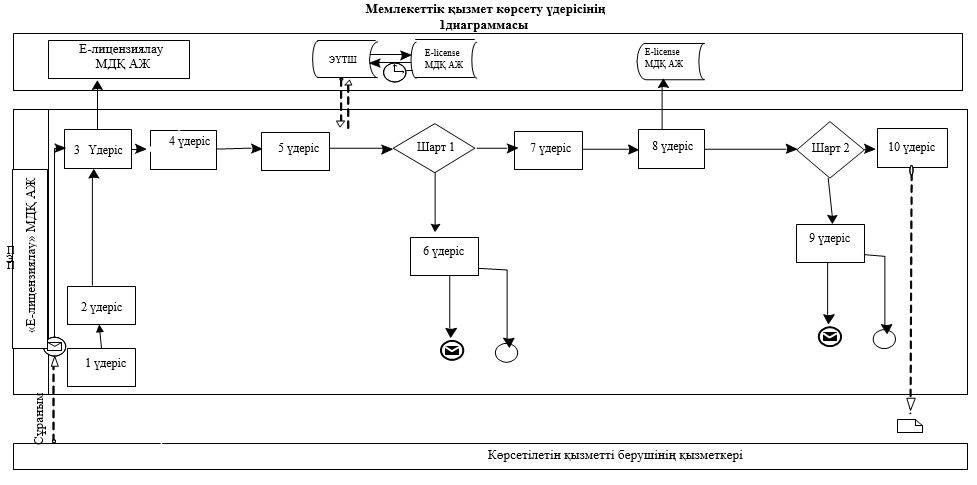 Мемлекеттік қызмет көрсету үдерісінің
1диаграммасы
Е-лицензиялау
МДҚ АЖ
ЭҮТШ
E-license
МДҚ АЖ
E-license
МДҚ АЖ
3 Үдеріс
4 үдеріс
5 үдеріс
Шарт 1
7 үдеріс
8 үдеріс
Шарт 2
10 үдеріс
«Е-лицензиялау» МДҚ АЖ
6 үдеріс
9 үдеріс
2 үдеріс
1 үдеріс
Сұраным
Көрсетілетін қызметті берушінің қызметкері